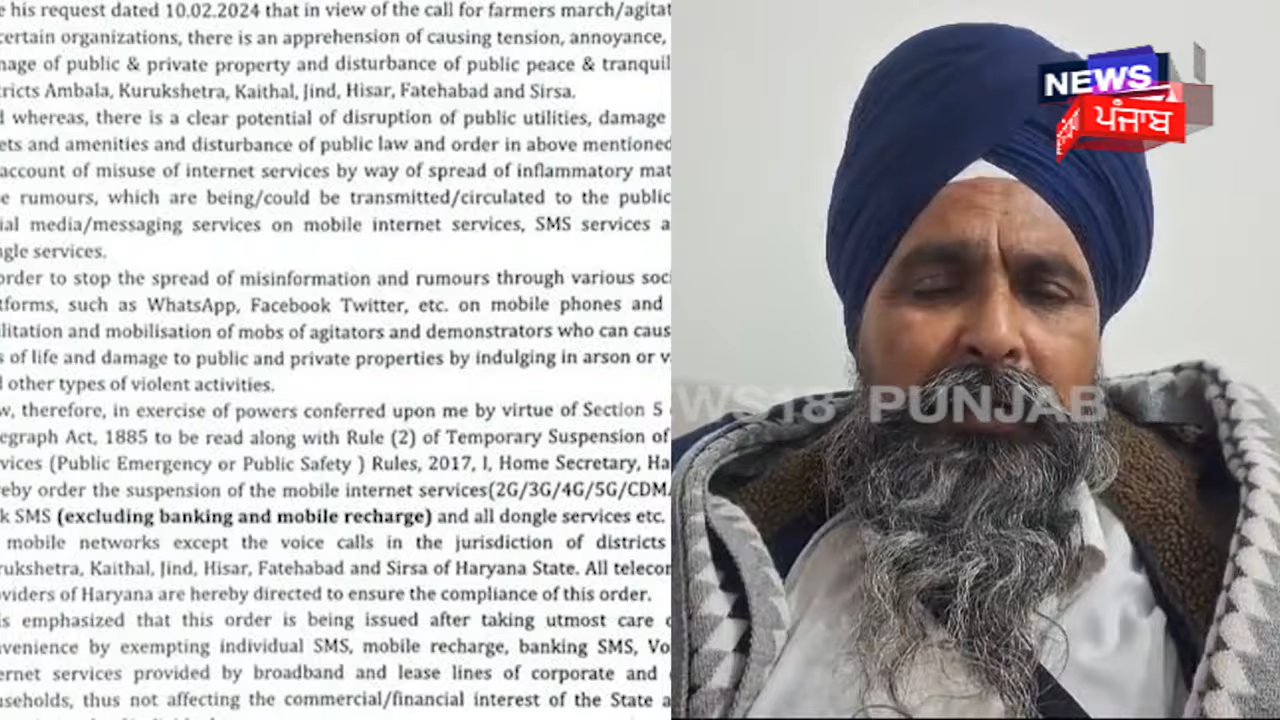 his request dated 10.02.2024 that in view of the call for farmers march/agitat
certain organizations, there is an apprehension of causing tension, annoyance,
of public & private property and disturbance of public peace & tranquil
Ambala, Kurukshetra, Kaithal, Jind, Hisar, Fatehabad and Sirsa.
whereas, there is a clear potential of disruption of public utilities, damage
ets and amenities and disturbance of public law and order in above mentioned
account of misuse of internet services by way of spread of inflammatory mat
rumours, which are being/could be transmitted/circulated to the public
ial media/messaging services on mobile internet services, SMS services a
ngle services.
order to stop the spread of misinformation and rumours through various soci
tforms, such as WhatsApp, Facebook Twitter, etc. on mobile phones and
litation and mobilisation of mobs of agitators and demonstrators who can caus
s of life and damage to public and private properties by indulging in arson or v
other types of violent activities.
w, therefore, in exercise of powers conferred upon me by virtue of Section 5
egraph Act, 1885 to be read along with Rule (2) of Temporary Suspension of
vices (Public Emergency or Public Safety ) Rules, 2017, I, Home Secretary, Ha
eby order the suspension of the mobile internet services(2G/3G/4G/5G/CDMA
k SMS (excluding banking and mobile recharge) and all dongle services etc.
mobile networks except the voice calls in the jurisdiction of districts
rukshetra, Kaithal, Jind, Hisar, Fatehabad and Sirsa of Haryana State. All telecom
viders of Haryana are hereby directed to ensure the compliance of this order.
is emphasized that this order is being issued after taking utmost care
nvenience by exempting individual SMS, mobile recharge, banking SMS, Vo
ernet services provided by broadband and lease lines of corporate and
seholds, thus not affecting the commercial/financial interest of the State a
NEWS
ਪੰਜਾਬ
WS18 PUNJAB